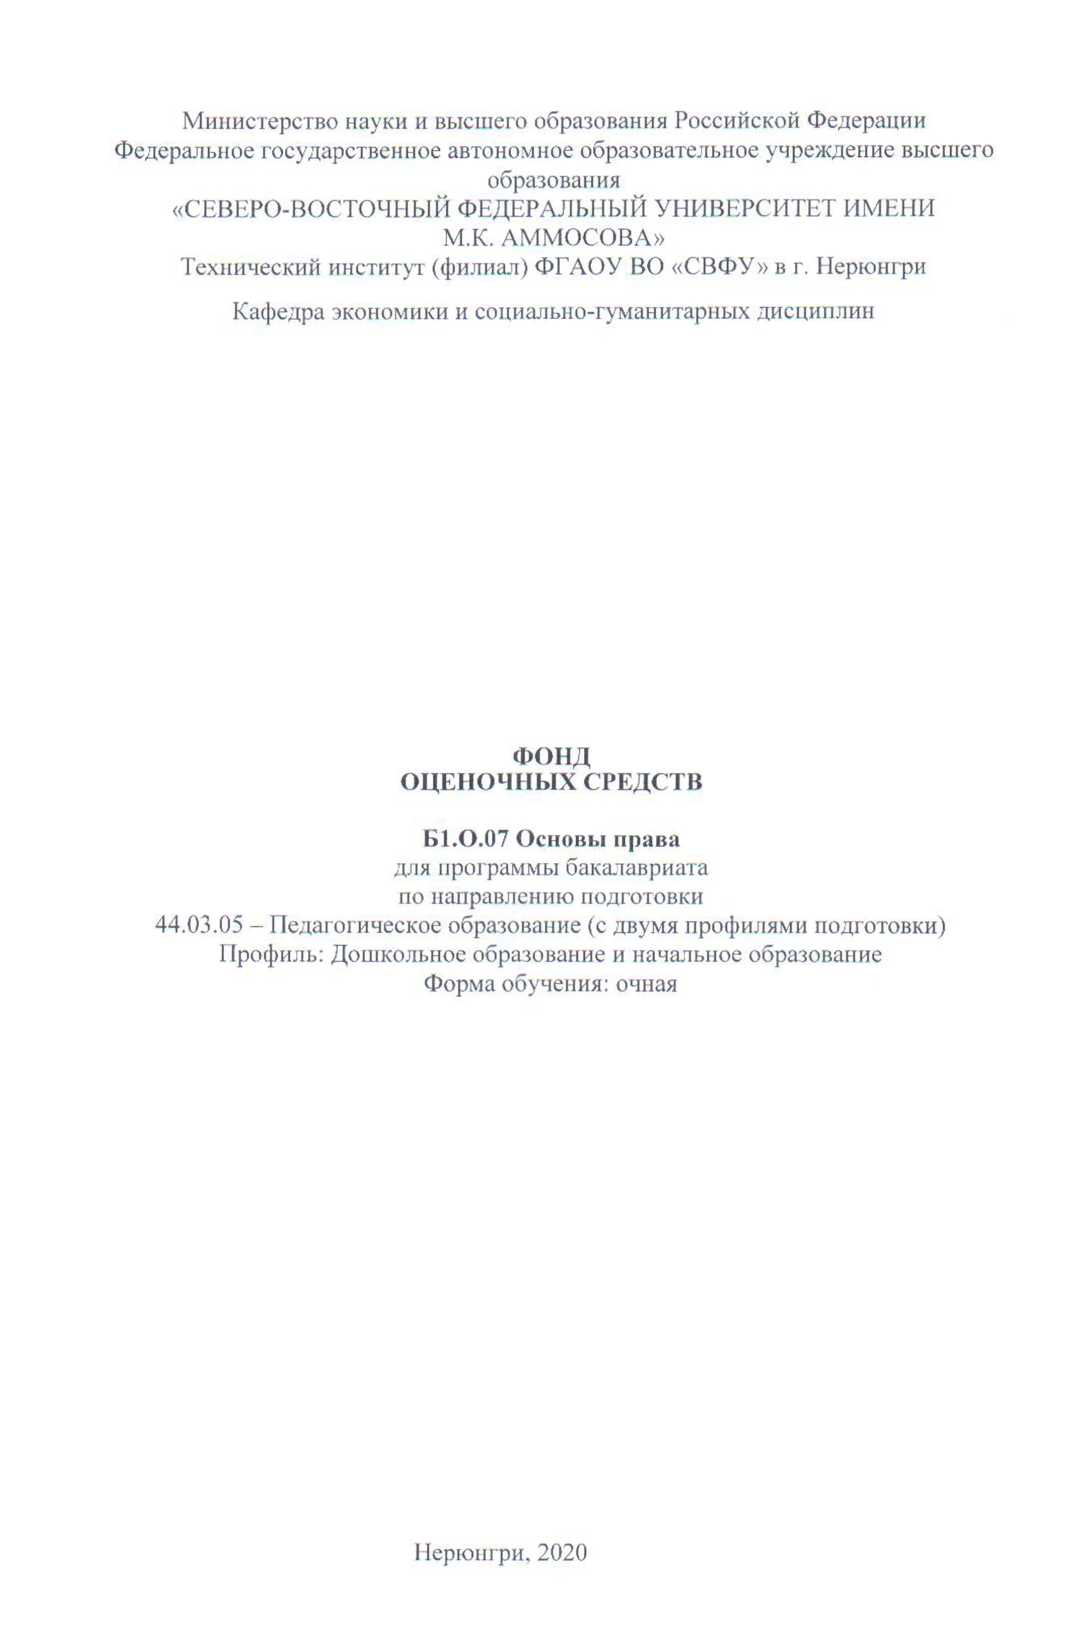 Министерство науки и высшего образования Российской Федерации
Федеральное государственное автономное образовательное учреждение высшего
образования
«СЕВЕРО-ВОСТОЧНЫЙ ФЕДЕРАЛЬНЫЙ УНИВЕРСИТЕТ ИМЕНИ
М.К. АММОСОВА»
Технический институт (филиал) ФГАОУ ВО «СВФУ» в г. Нерюнгри
Кафедра экономики и социально-гуманитарных дисциплин
ФОНД
ОЦЕНОЧНЫХ СРЕДСТВ
Б1.О.07 Основы права
для программы бакалавриата
по направлению подготовки
44.03.05 – Педагогическое образование (с двумя профилями подготовки)
Профиль: Дошкольное образование и начальное образование
Форма обучения: очная
Нерюнгри, 2020